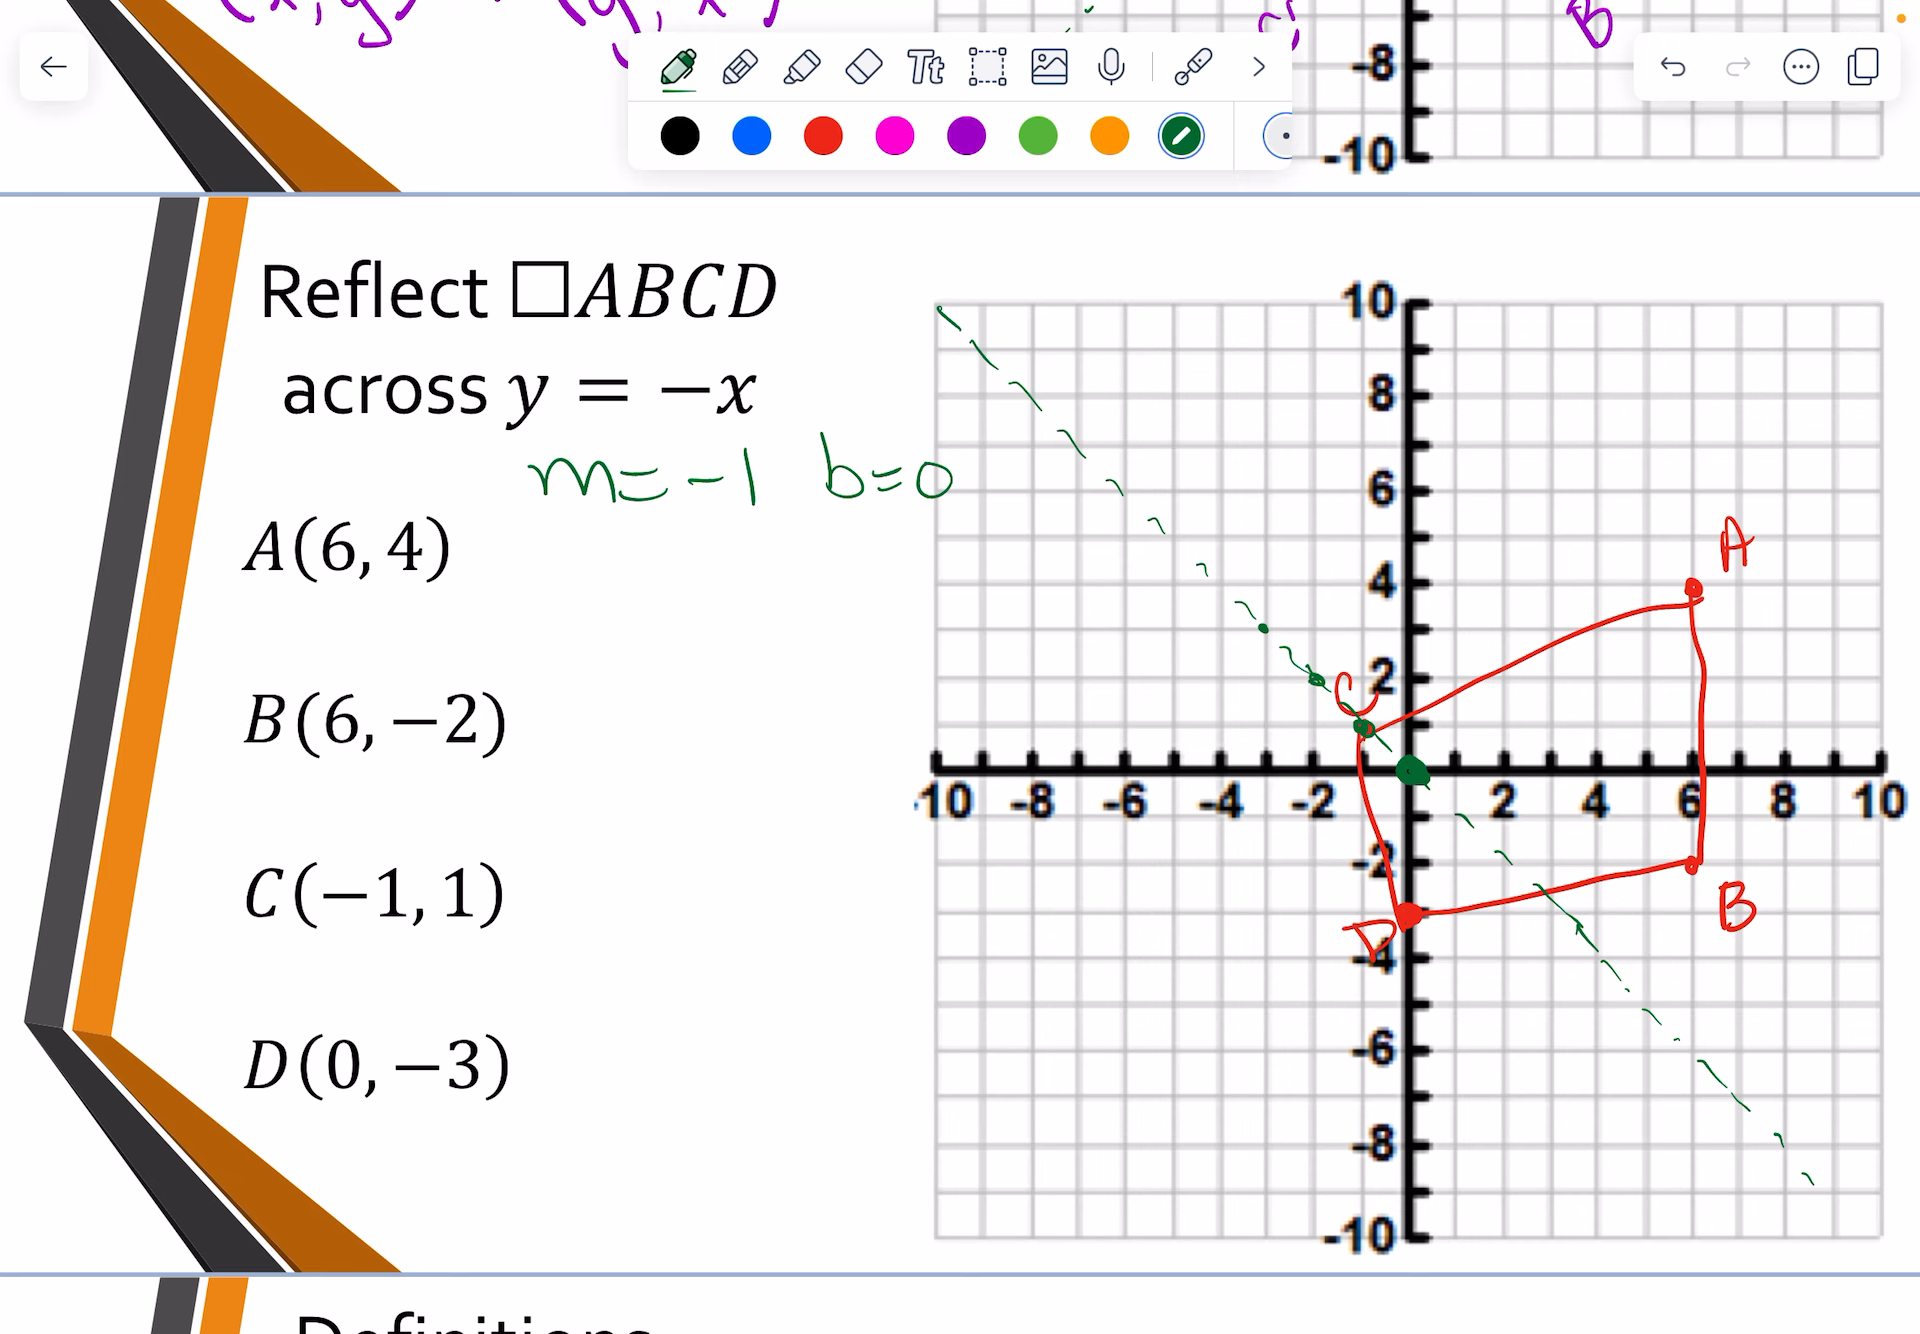 -8
-10
Reflect □ABCD
across y = −x
m=-1 b=0
A(6, 4)
B(6, −2)
C(−1, 1)
D(0, −3)
10
8
6
4
2
-10 -8 -6 -4 -2 2 4 6 8 10
-2
-4
-6
-8
-10
A
B
C
D
B
Tt
Definitions